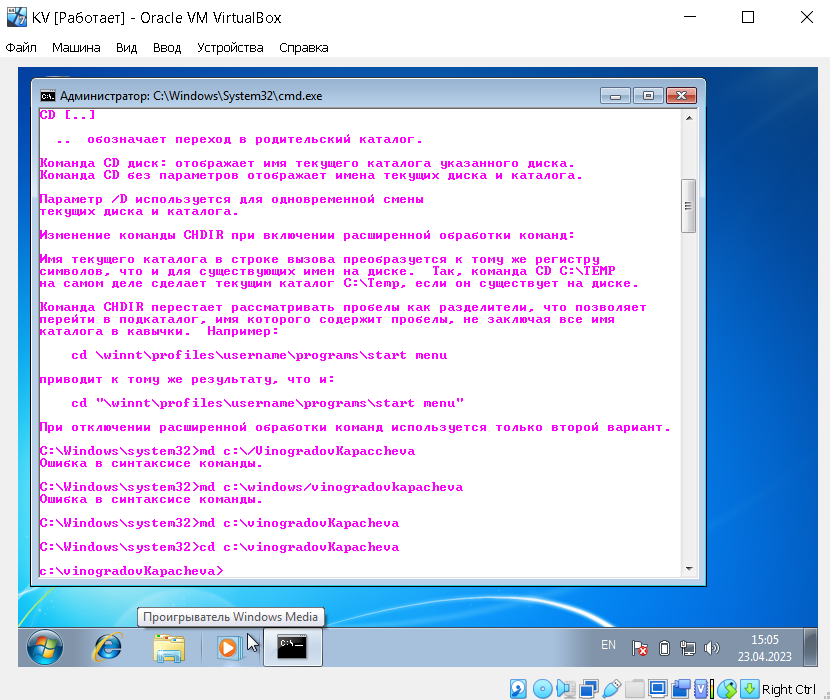 KV [Работает] - Oracle VM VirtualBox
Файл Машина Вид Ввод Устройства Справка
Администратор: C:\Windows\System32\cmd.exe
CD [..]
.. обозначает переход в родительский каталог.
Команда CD диск: отображает имя текущего каталога указанного диска.
Команда CD без параметров отображает имена текущих диска и каталога.
Параметр /D используется для одновременной смены
текущих диска и каталога.
Изменение команды CHDIR при включении расширенной обработки команд:
Имя текущего каталога в строке вызова преобразуется к тому же регистру
символов, что и для существующих имен на диске. Так, команда CD C:\TEMP
на самом деле сделает текущим каталог C:\Temp, если он существует на диске.
Команда CHDIR перестает рассматривать пробелы как разделители, что позволяет
перейти в подкаталог, имя которого содержит пробелы, не заключая все имя
каталога в кавычки. Например:
cd \winnt\profiles\username\programs\start menu
приводит к тому же результату, что и:
cd "\winnt\profiles\username\programs\start menu"
При отключении расширенной обработки команд используется только второй вариант.
C:\Windows\system32>md c:\/VinogradovKapaccheva
Ошибка в синтаксисе команды.
C:\Windows\system32>md c:\windows/vinogradovkapacheva
Ошибка в синтаксисе команды.
C:\Windows\system32>md c:\vinogradovKapacheva
C:\Windows\system32>cd c:\vinogradovKapacheva
c:\vinogradovKapacheva>
Проигрыватель Windows Media
EN
15:05
23.04.2023
Right Ctrl